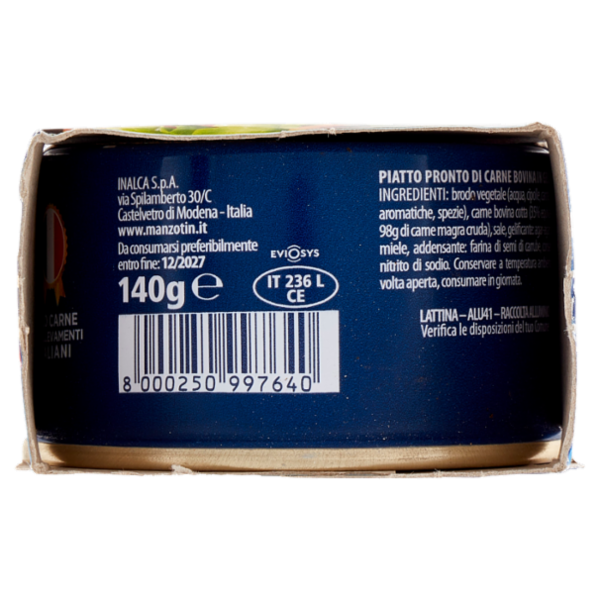 INALCA S.p.A.
via Spilamberto 30/C
Castelvetro di Modena - Italia
www.manzotin.it
Da consumarsi preferibilmente
entro fine: 12/2027
140g ℮
EVIOSYS
IT 236 L
CE
8 000250 997640
CARNE
LIANI
PIATTO PRONTO DI CARNE BOVINA IN
INGREDIENTI: brodo vegetale (acqua,
aromatiche, spezie), carne bovina cotta
98g di carne magra cruda), sale, gelificante:
miele, addensante: farina di semi di
nitrito di sodio. Conservare a temperatura
volta aperta, consumare in giornata.
LATTINA – ALU41 – RACCOLTA
Verifica le disposizioni del tuo